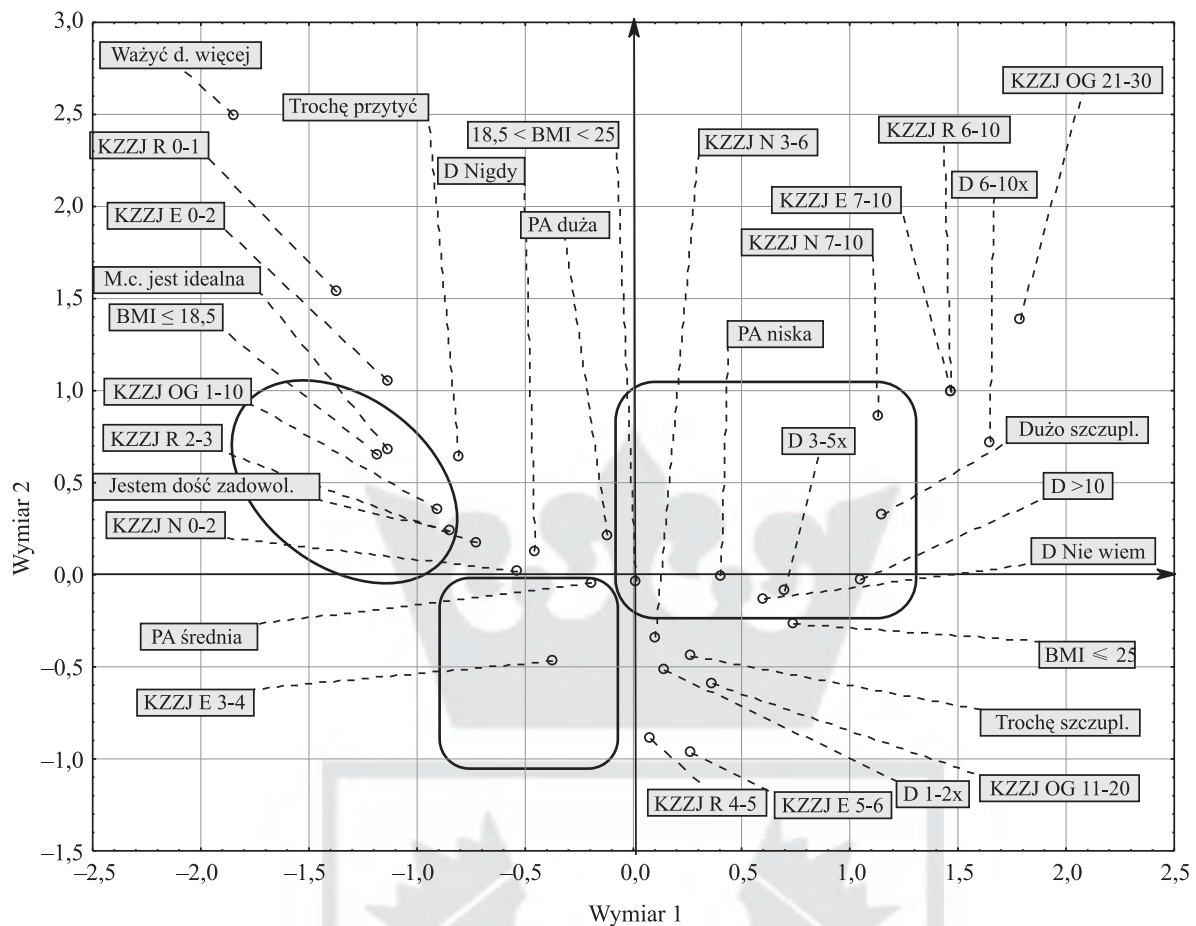 3,0
2,5
2,0
1,5
1,0
0,5
0,0
–0,5
–1,0
–1,5
Wymiar 2
Ważyć d. więcej
KZZJ R 0-1
KZZJ E 0-2
M.c. jest idealna
BMI ≤ 18,5
KZZJ OG 1-10
KZZJ R 2-3
Jestem dość zadowol.
KZZJ N 0-2
PA średnia
KZZJ E 3-4
Trochę przytyć
18,5 < BMI < 25
D Nigdy
PA duża
KZZJ N 3-6
PA niska
D 3-5x
KZZJ OG 21-30
KZZJ R 6-10
D 6-10x
KZZJ E 7-10
KZZJ N 7-10
Dużo szczupl.
D >10
D Nie wiem
BMI ⩽ 25
Trochę szczupl.
KZZJ OG 11-20
D 1-2x
KZZJ E 5-6
KZZJ R 4-5
–2,5 –2,0 –1,5 –1,0 –0,5 0,0 0,5 1,0 1,5 2,0 2,5
Wymiar 1